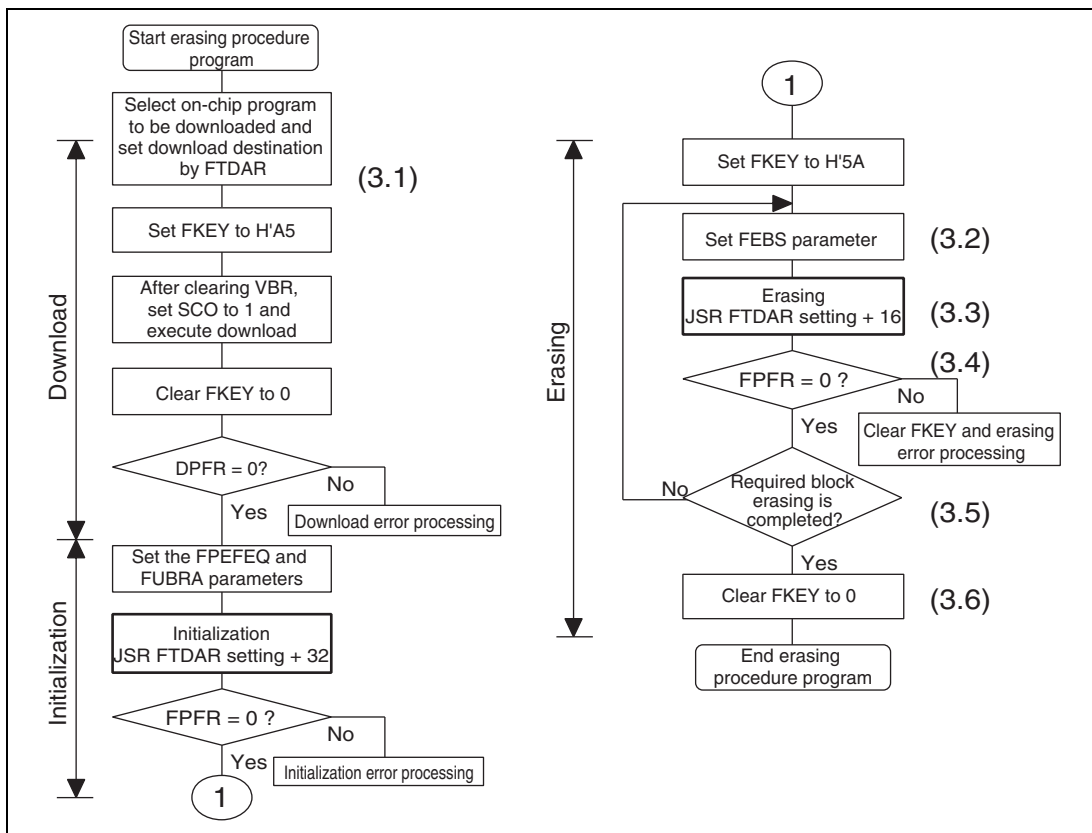 Start erasing procedure
program
Select on-chip program
to be downloaded and
set download destination
by FTDAR
(3.1)
Set FKEY to H'A5
After clearing VBR,
set SCO to 1 and
execute download
Clear FKEY to 0
DPFR = 0?
No
Yes
Download error processing
Download
Set the FPEFEQ and
FUBRA parameters
Initialization
JSR FTDAR setting + 32
FPFR = 0 ?
No
Yes
Initialization error processing
Initialization
1
1
Set FKEY to H'5A
Set FEBS parameter
(3.2)
Erasing
JSR FTDAR setting + 16
(3.3)
(3.4)
FPFR = 0 ?
No
Yes
Clear FKEY and erasing
error processing
Required block
erasing is
completed?
No
(3.5)
Yes
Clear FKEY to 0
(3.6)
Erasing
End erasing
procedure program